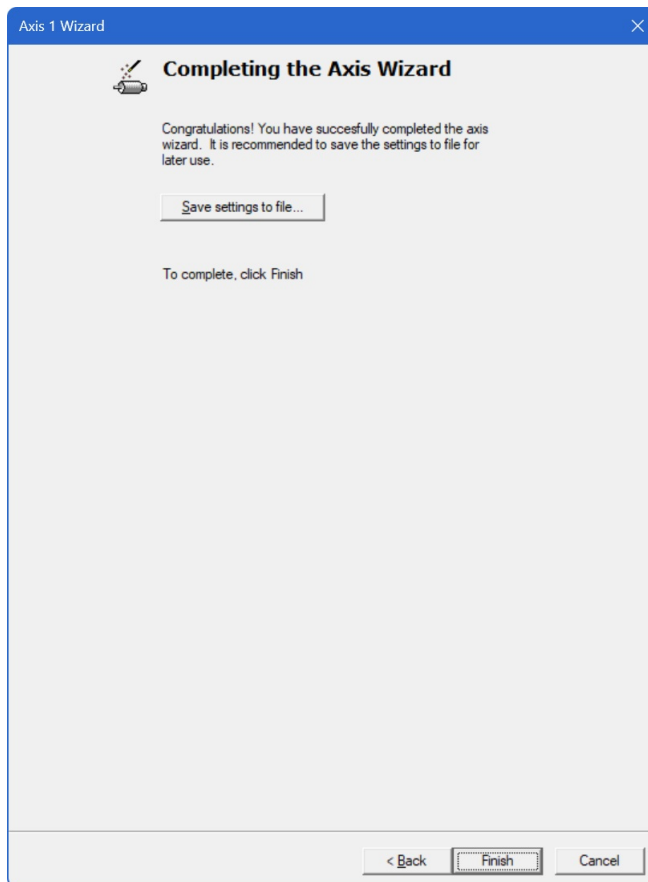 Axis 1 Wizard
Completing the Axis Wizard
Congratulations! You have succesfully completed the axis
wizard. It is recommended to save the settings to file for
later use.
Save settings to file...
To complete, click Finish
< Back Finish Cancel